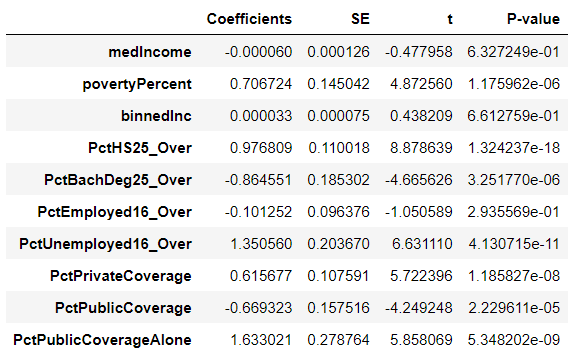 Coefficients SE t P-value
medIncome -0.000060 0.000126 -0.477958 6.327249e-01
povertyPercent 0.706724 0.145042 4.872560 1.175962e-06
binnedInc 0.000033 0.000075 0.438209 6.612759e-01
PctHS25_Over 0.976809 0.110018 8.878639 1.324237e-18
PctBachDeg25_Over -0.864551 0.185302 -4.665626 3.251770e-06
PctEmployed16_Over -0.101252 0.096376 -1.050589 2.935569e-01
PctUnemployed16_Over 1.350560 0.203670 6.631110 4.130715e-11
PctPrivateCoverage 0.615677 0.107591 5.722396 1.185827e-08
PctPublicCoverage -0.669323 0.157516 -4.249248 2.229611e-05
PctPublicCoverageAlone 1.633021 0.278764 5.858069 5.348202e-09